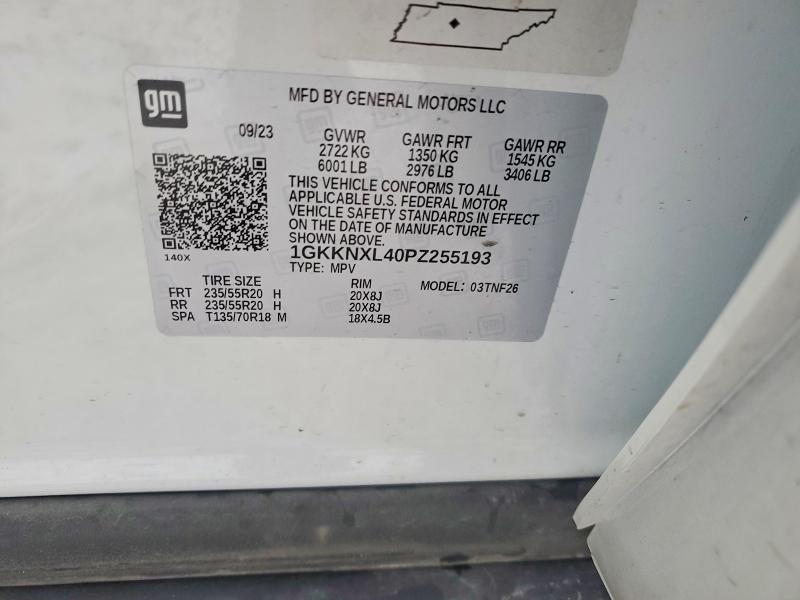 gm
MFD BY GENERAL MOTORS LLC
09/23
GVWR
2722 KG
6001 LB
GAWR FRT
1350 KG
2976 LB
GAWR RR
1545 KG
3406 LB
THIS VEHICLE CONFORMS TO ALL
APPLICABLE U.S. FEDERAL MOTOR
VEHICLE SAFETY STANDARDS IN EFFECT
ON THE DATE OF MANUFACTURE
SHOWN ABOVE.
140X
1GKKNXL40PZ255193
TYPE: MPV
TIRE SIZE RIM MODEL: 03TNF26
FRT 235/55R20 H 20X8J
RR 235/55R20 H 20X8J
SPA T135/70R18 M 18X4.5B